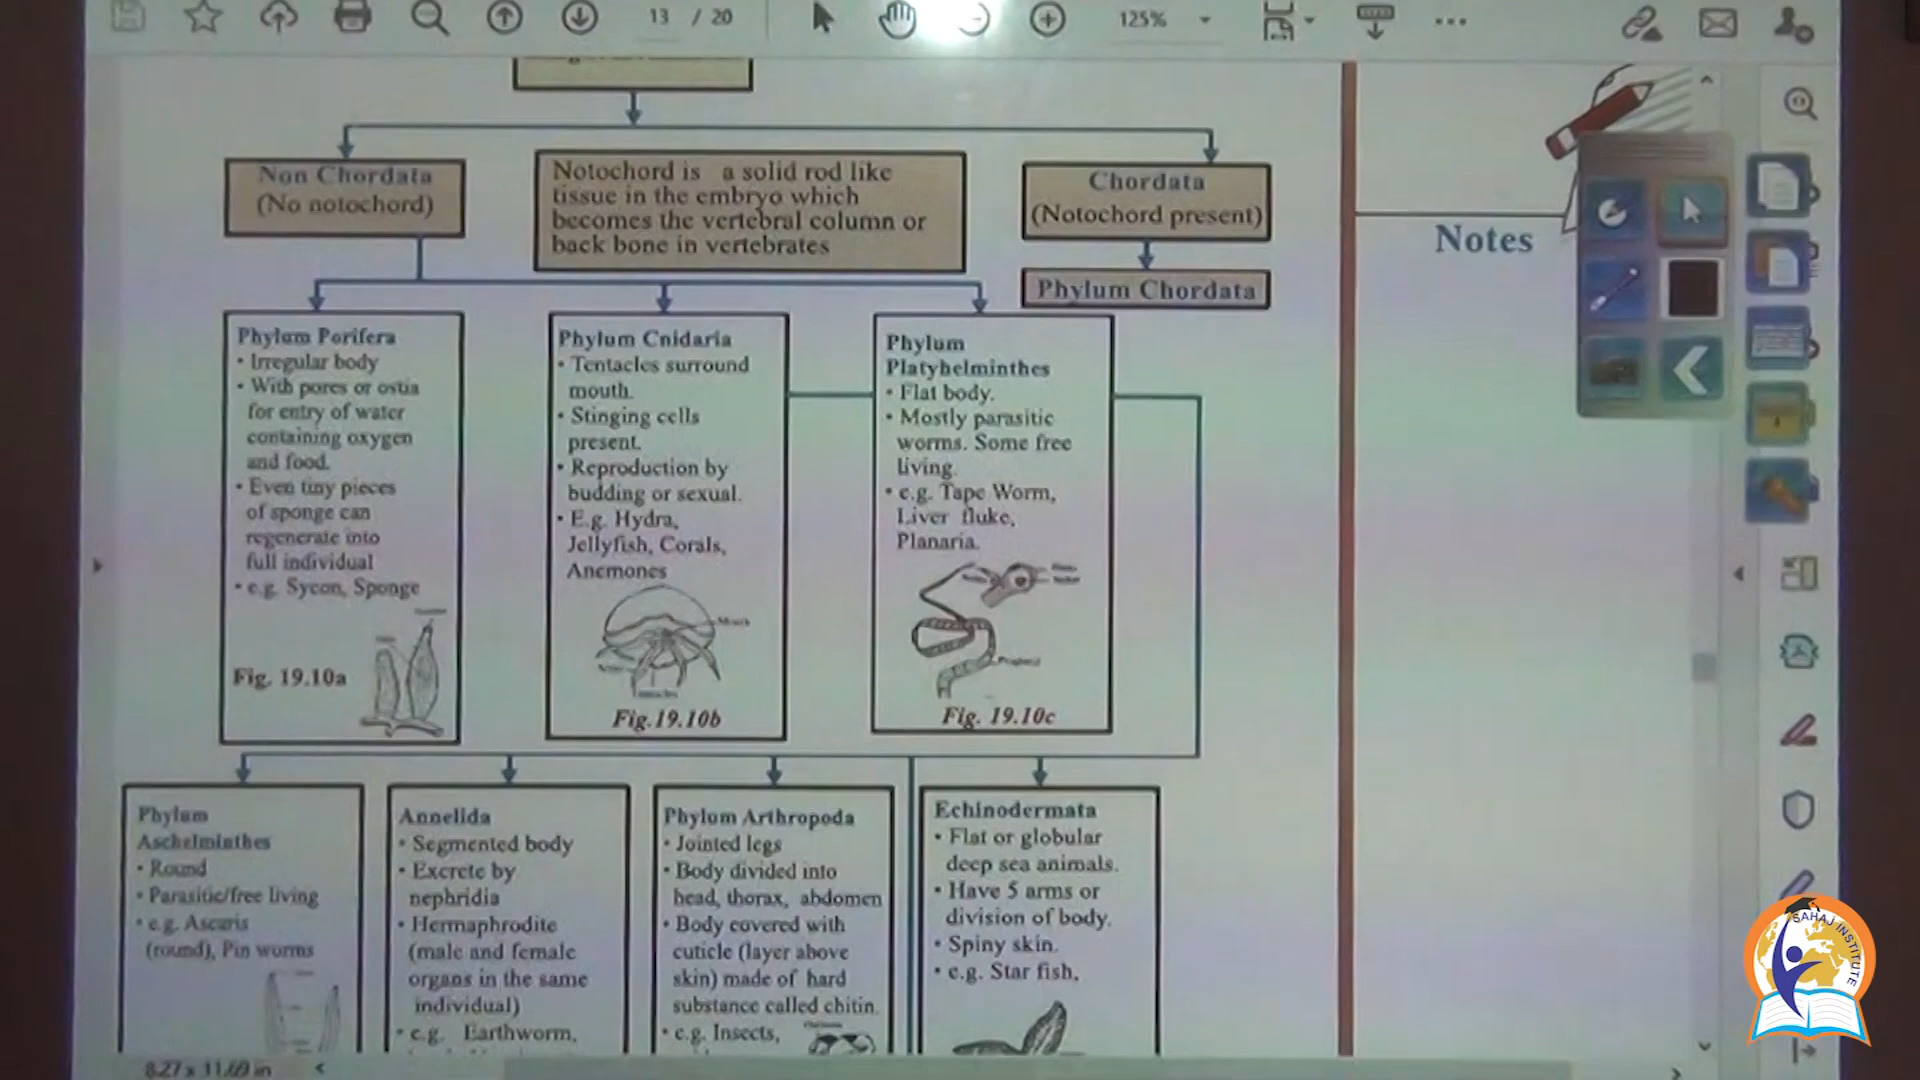 13 / 20
125%
Non Chordata
(No notochord)
Notochord is a solid rod like
tissue in the embryo which
becomes the vertebral column or
back bone in vertebrates
Chordata
(Notochord present)
Phylum Chordata
Notes
Phylum Porifera
• Irregular body
• With pores or ostia
for entry of water
containing oxygen
and food.
• Even tiny pieces
of sponge can
regenerate into
full individual
• e.g. Sycon, Sponge
Fig. 19.10a
Phylum Cnidaria
• Tentacles surround
mouth.
• Stinging cells
present.
• Reproduction by
budding or sexual.
• E.g. Hydra,
Jellyfish, Corals,
Anemones
Mouth
Fig.19.10b
Phylum
Platyhelminthes
• Flat body.
• Mostly parasitic
worms. Some free
living.
• e.g. Tape Worm,
Liver fluke,
Planaria.
Fig. 19.10c
Phylum
Aschelminthes
• Round
• Parasitic/free living
• e.g. Ascaris
(round), Pin worms
Annelida
• Segmented body
• Excrete by
nephridia
• Hermaphrodite
(male and female
organs in the same
individual)
• e.g. Earthworm,
Phylum Arthropoda
• Jointed legs
• Body divided into
head, thorax, abdomen
• Body covered with
cuticle (layer above
skin) made of hard
substance called chitin.
• e.g. Insects,
Echinodermata
• Flat or globular
deep sea animals.
• Have 5 arms or
division of body.
• Spiny skin.
• e.g. Star fish,
8.27 x 11.69 in
SAHAJ INSTITUTE